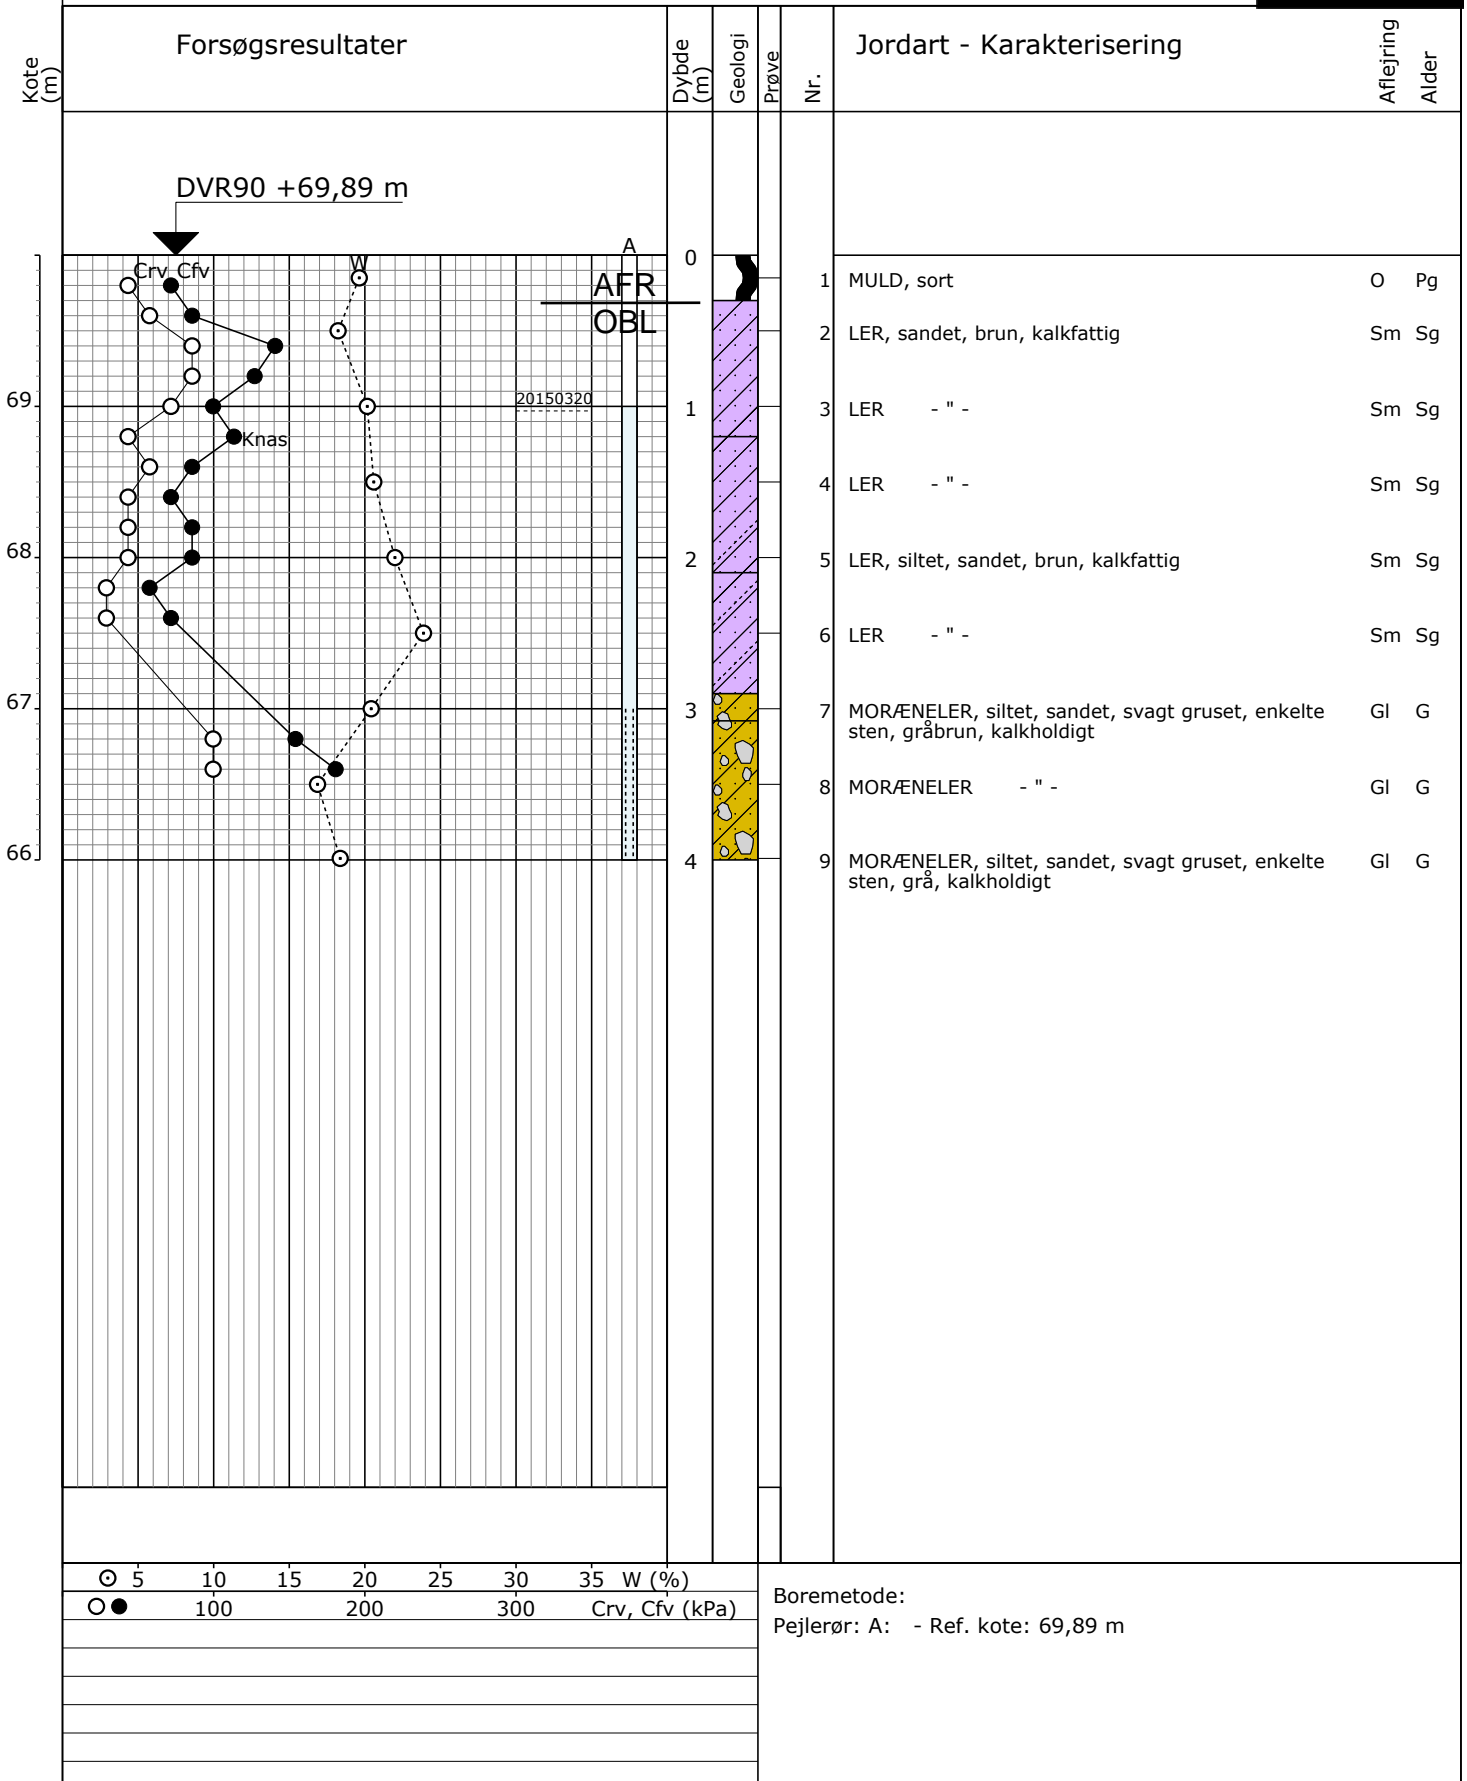 Kote (m)
Forsøgsresultater
Dybde (m)
Geologi
Prøve
Nr.
Jordart - Karakterisering
Aflejring
Alder
DVR90 +69,89 m
A
Crv Cfv
W
0
AFR
OBL
1 MULD, sort O Pg
2 LER, sandet, brun, kalkfattig Sm Sg
69
20150320
1
3 LER - " - Sm Sg
Knas
4 LER - " - Sm Sg
68
2
5 LER, siltet, sandet, brun, kalkfattig Sm Sg
6 LER - " - Sm Sg
67
3
7 MORÆNELER, siltet, sandet, svagt gruset, enkelte Gl G
sten, gråbrun, kalkholdigt
8 MORÆNELER - " - Gl G
66
4
9 MORÆNELER, siltet, sandet, svagt gruset, enkelte Gl G
sten, grå, kalkholdigt
5 10 15 20 25 30 35 W (%)
100 200 300 Crv, Cfv (kPa)
Boremetode:
Pejlerør: A: - Ref. kote: 69,89 m